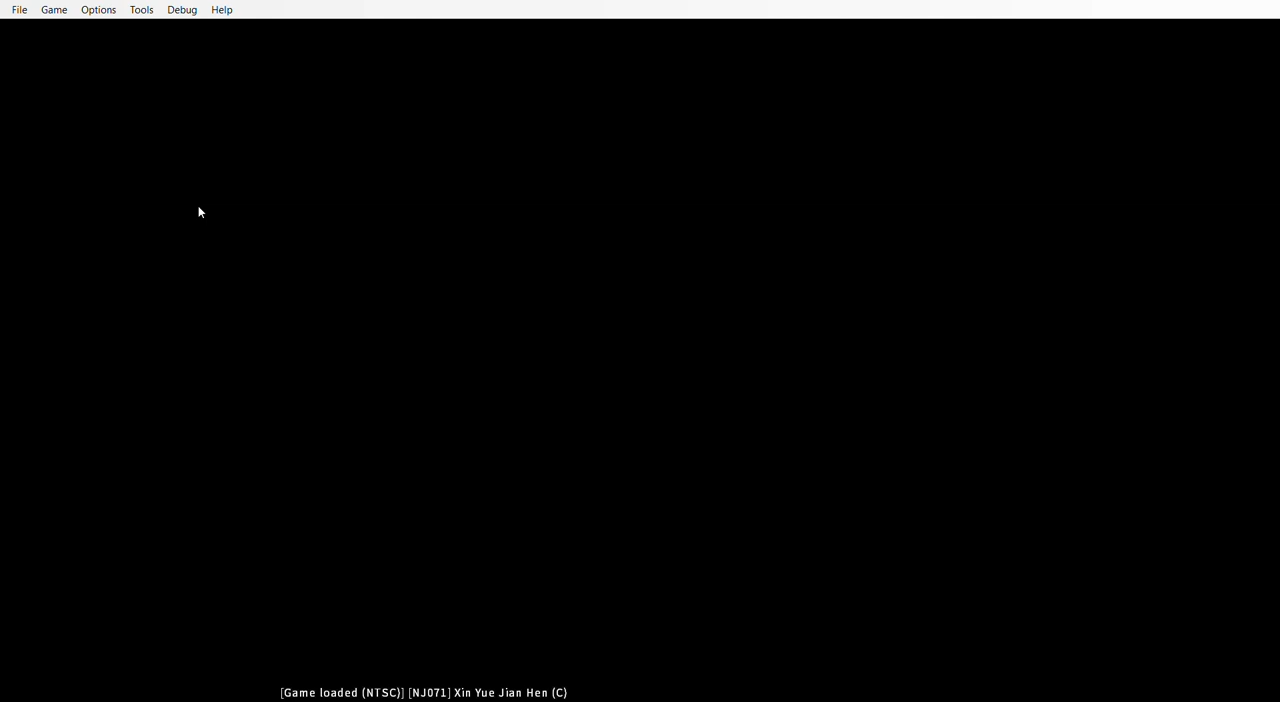 File Game Options Tools Debug Help
[Game loaded (NTSC)] [NJ071] Xin Yue Jian Hen (C)